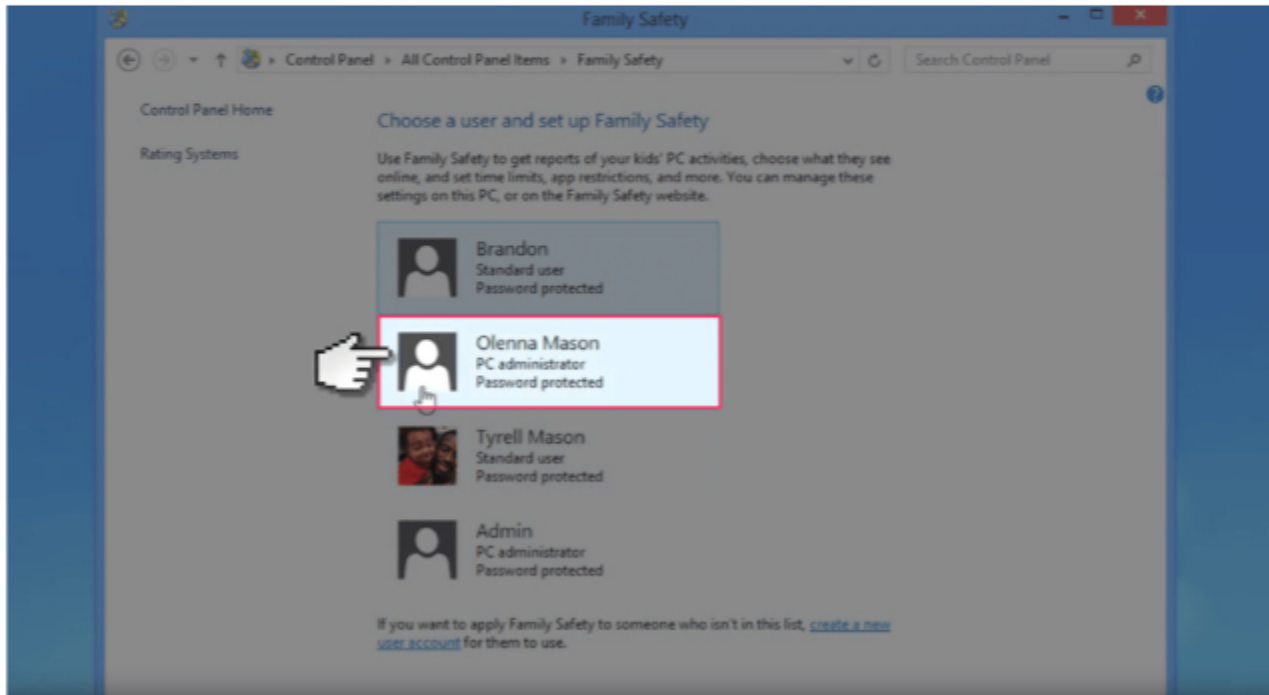 Family Safety
Control Panel All Control Panel Items Family Safety
Search Control Panel
Control Panel Home
Rating Systems
Choose a user and set up Family Safety
Use Family Safety to get reports of your kids' PC activities, choose what they see
online, and set time limits, app restrictions, and more. You can manage these
settings on this PC, or on the Family Safety website.
Brandon
Standard user
Password protected
Olenna Mason
PC administrator
Password protected
Tyrell Mason
Standard user
Password protected
Admin
PC administrator
Password protected
If you want to apply Family Safety to someone who isn't in this list, create a new
user account for them to use.